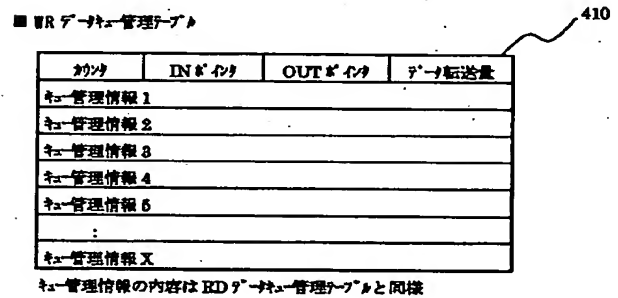 410
■ WR ﾃﾞｰﾀｷｭｰ管理ﾃｰﾌﾞﾙ
ｶｳﾝﾀ INﾎﾟｲﾝﾀ OUTﾎﾟｲﾝﾀ ﾃﾞｰﾀ転送量
ｷｭｰ管理情報 1
ｷｭｰ管理情報 2
ｷｭｰ管理情報 3
ｷｭｰ管理情報 4
ｷｭｰ管理情報 5
:
ｷｭｰ管理情報 X
ｷｭｰ管理情報の内容は RD ﾃﾞｰﾀｷｭｰ管理ﾃｰﾌﾞﾙと同様